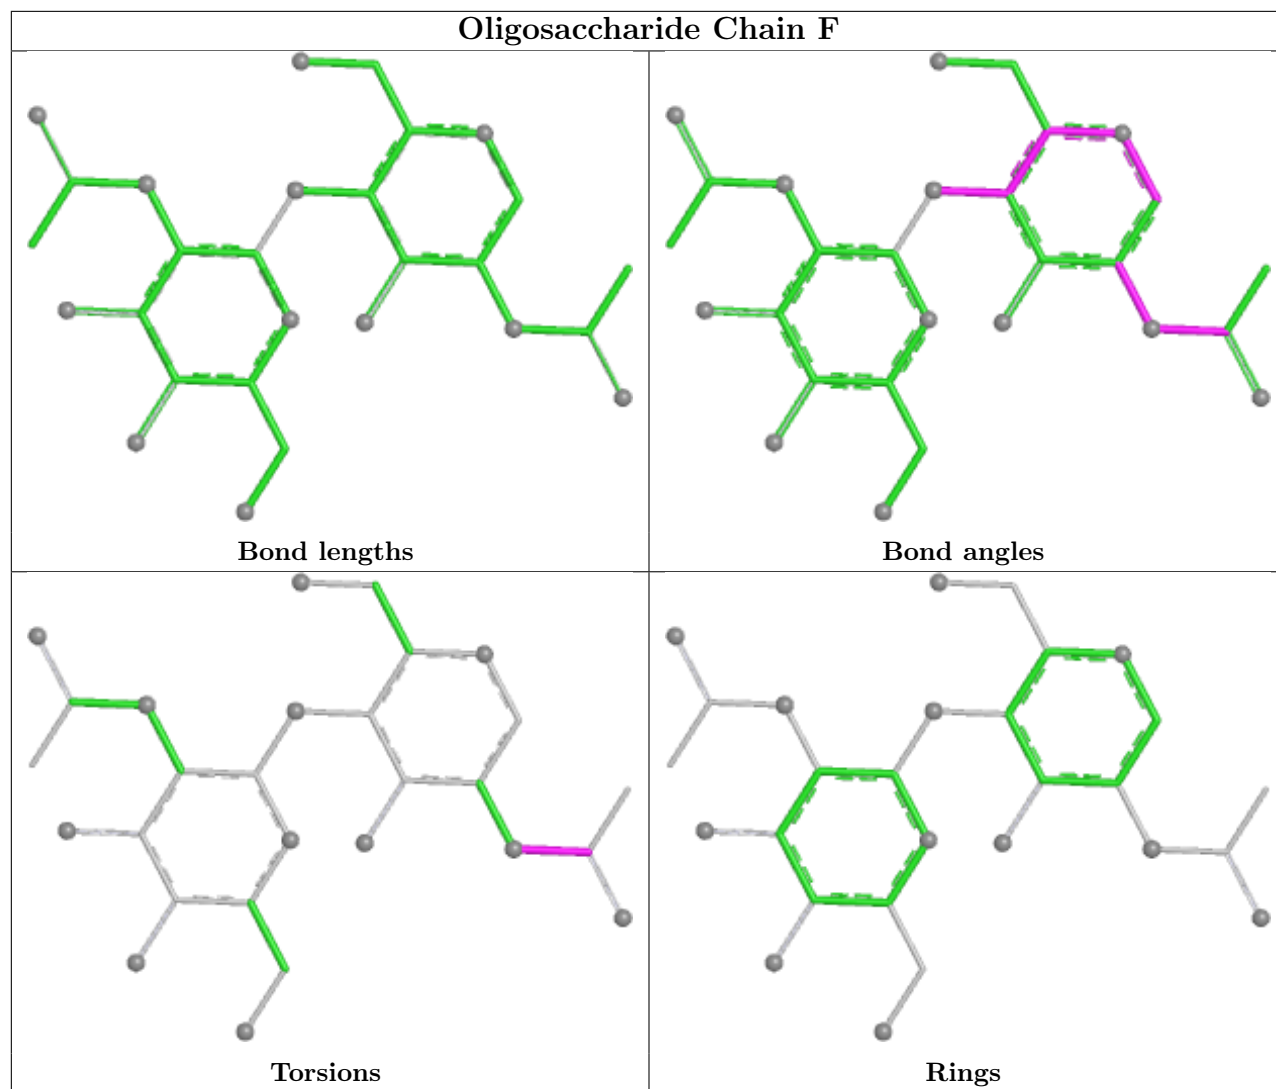 Oligosaccharide Chain F
Bond lengths
Bond angles
Torsions
Rings